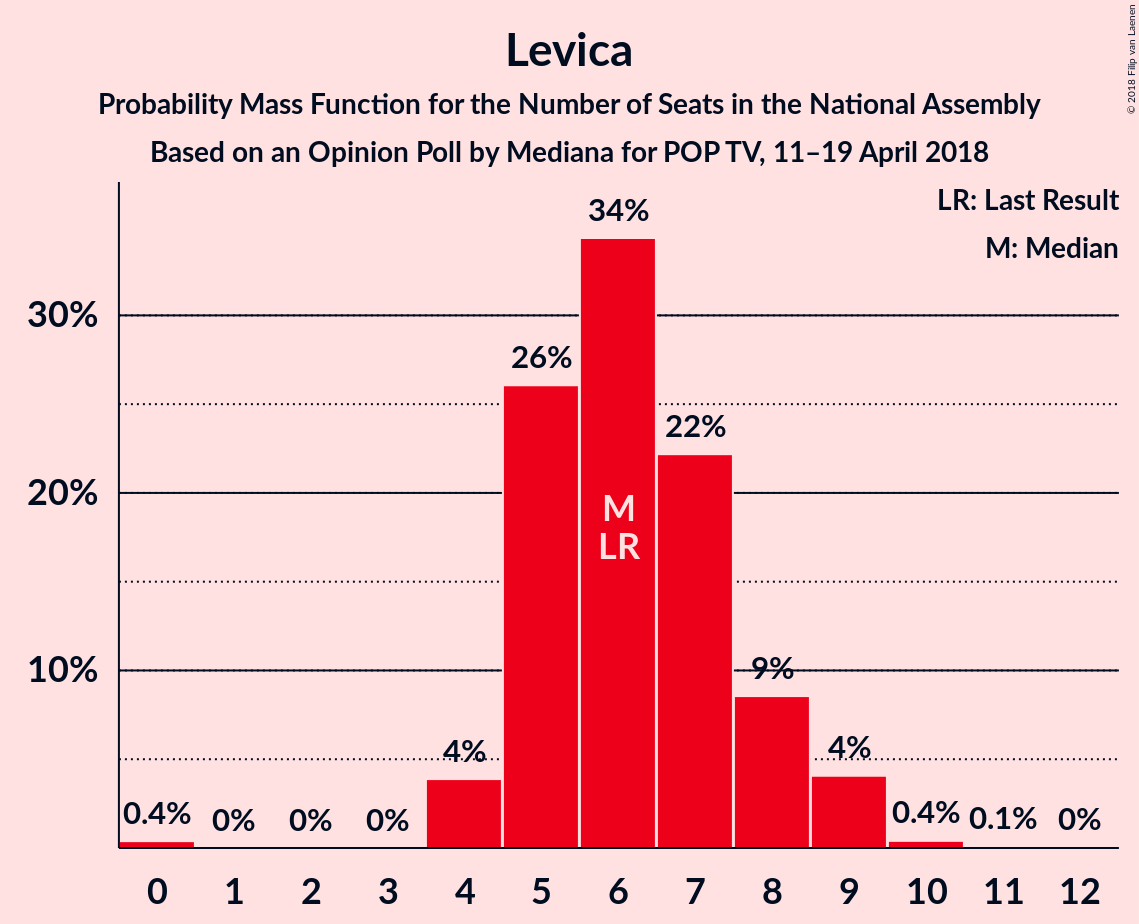 Levica
Probability Mass Function for the Number of Seats in the National Assembly
Based on an Opinion Poll by Mediana for POP TV, 11–19 April 2018
© 2018 Filip van Laenen
LR: Last Result
M: Median
34%
30%
26%
22%
20%
M
LR
10%
9%
4%
4%
0.4%
0%
0%
0%
0.4%
0.1%
0%
0 1 2 3 4 5 6 7 8 9 10 11 12